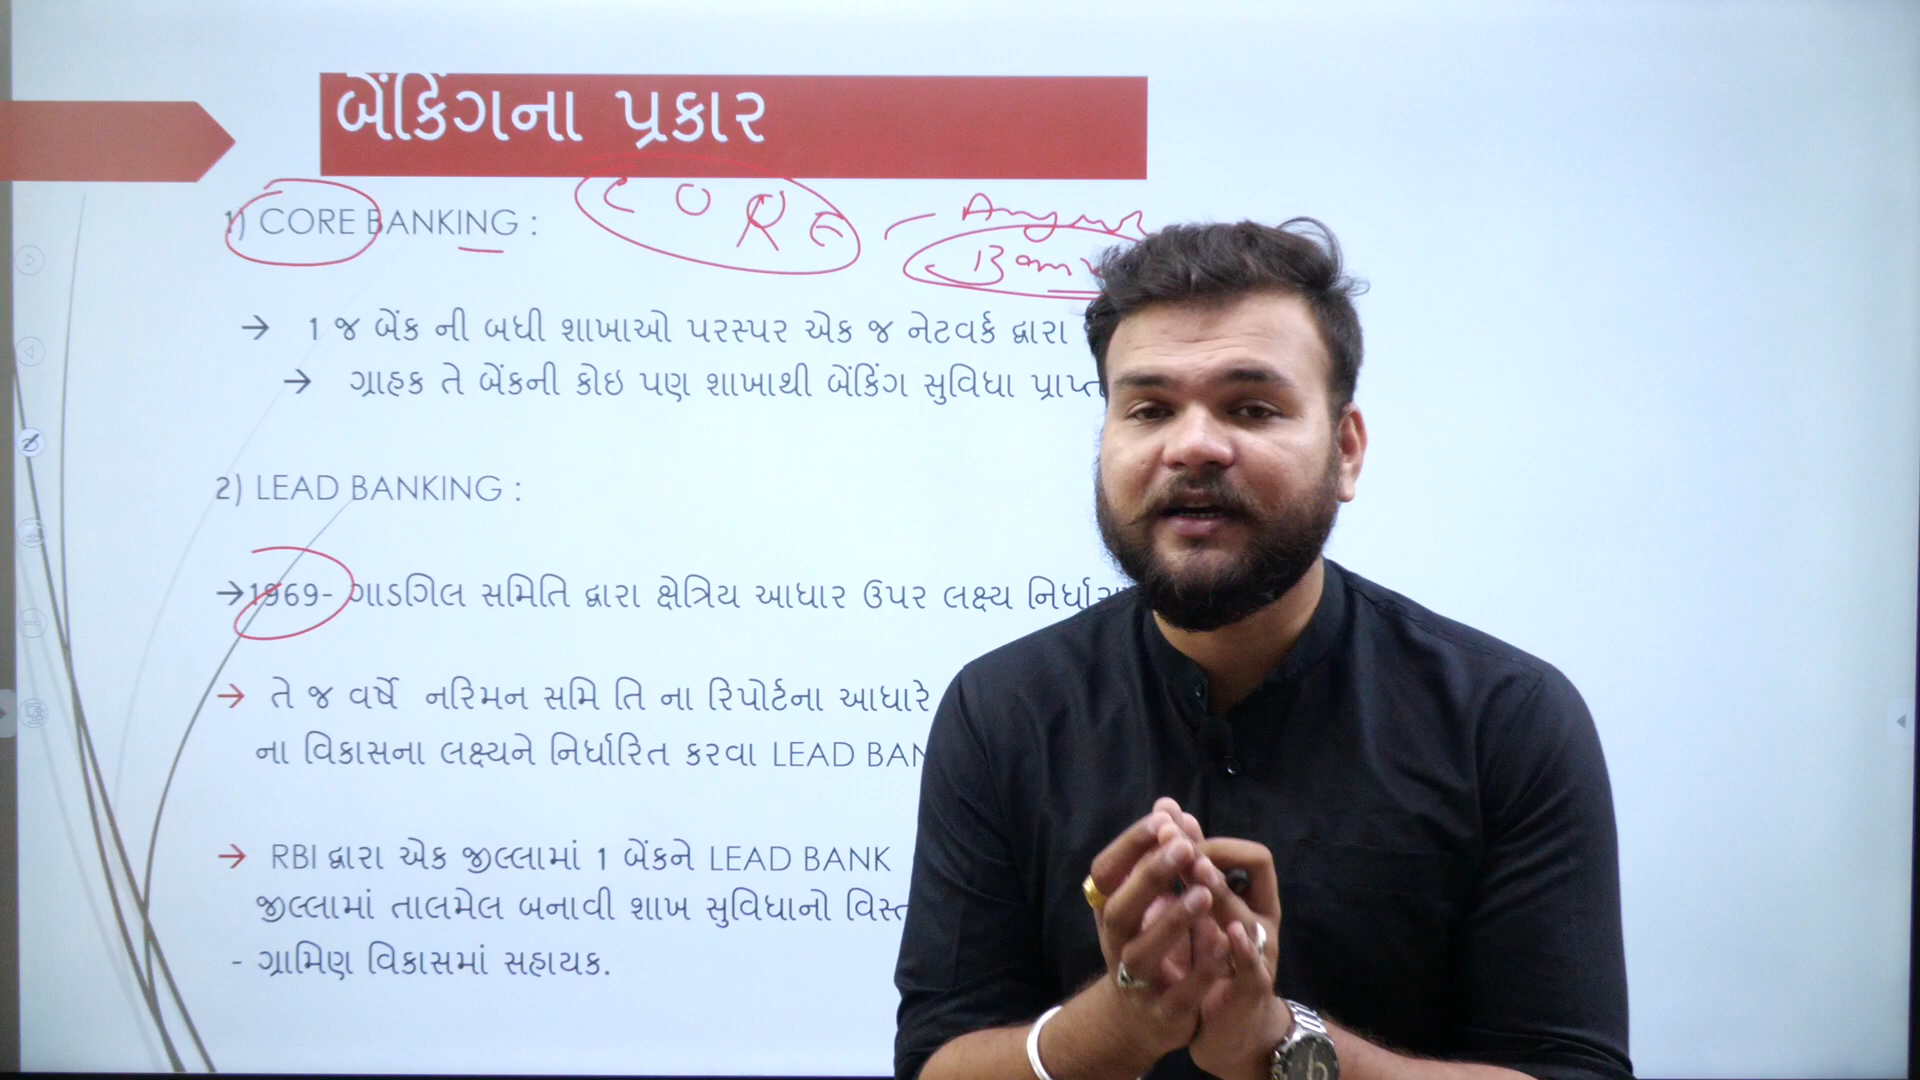 બેંકિંગના પ્રકાર
1) CORE BANKING :
C O R E
Bank
→ 1 જ બેંક ની બધી શાખાઓ પરસ્પર એક જ નેટવર્ક દ્વારા
→ ગ્રાહક તે બેંકની કોઇ પણ શાખાથી બેંકિંગ સુવિધા પ્રાપ્ત
2) LEAD BANKING :
→1969- ગાડગિલ સમિતિ દ્વારા ક્ષેત્રિય આધાર ઉપર લક્ષ્ય
→ તે જ વર્ષે નરિમન સમિ તિ ના રિપોર્ટના આધારે
ના વિકાસના લક્ષ્યને નિર્ધારિત કરવા LEAD BAN
→ RBI દ્વારા એક જીલ્લામાં 1 બેંકને LEAD BANK
જીલ્લામાં તાલમેલ બનાવી શાખ સુવિધાનો
- ગ્રામિણ વિકાસમાં સહાયક.